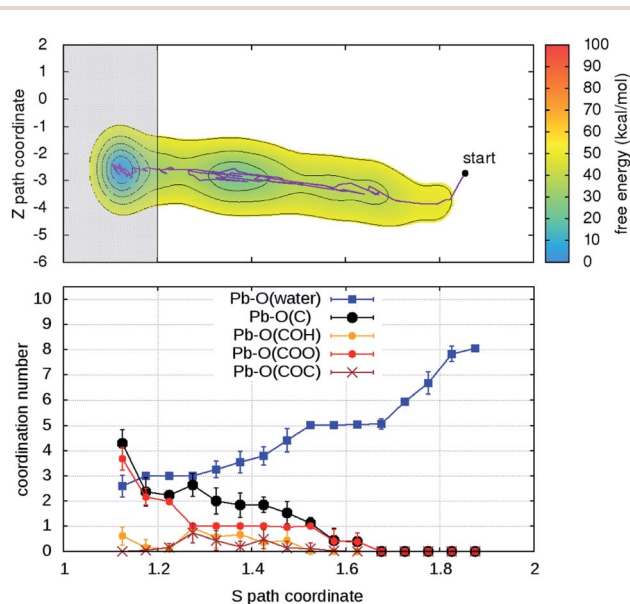 2
1
0
-1
-2
-3
-4
-5
-6
Z path coordinate
start
100
90
80
70
60
50
40
30
20
10
0
free energy (kcal/mol)
10
9
8
7
6
5
4
3
2
1
0
coordination number
Pb-O(water)
Pb-O(C)
Pb-O(COH)
Pb-O(COO)
Pb-O(COC)
1 1.2 1.4 1.6 1.8 2
S path coordinate